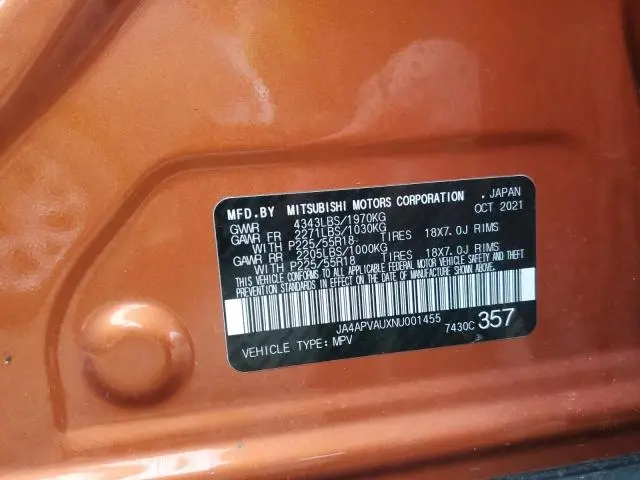 MFD.BY MITSUBISHI MOTORS CORPORATION , JAPAN
GVWR 4343LBS/1970KG OCT 2021
GAWR FR 2271LBS/1030KG
WITH P225/55R18 TIRES 18X7.0J RIMS
GAWR RR 2205LBS/1000KG
WITH P225/55R18 TIRES 18X7.0J RIMS
THIS VEHICLE CONFORMS TO ALL APPLICABLE FEDERAL MOTOR VEHICLE SAFETY AND THEFT
PREVENTION STANDARDS IN EFFECT ON THE DATE OF MANUFACTURE SHOWN ABOVE.
JA4APVAUXNU001455 7430C 357
VEHICLE TYPE: MPV